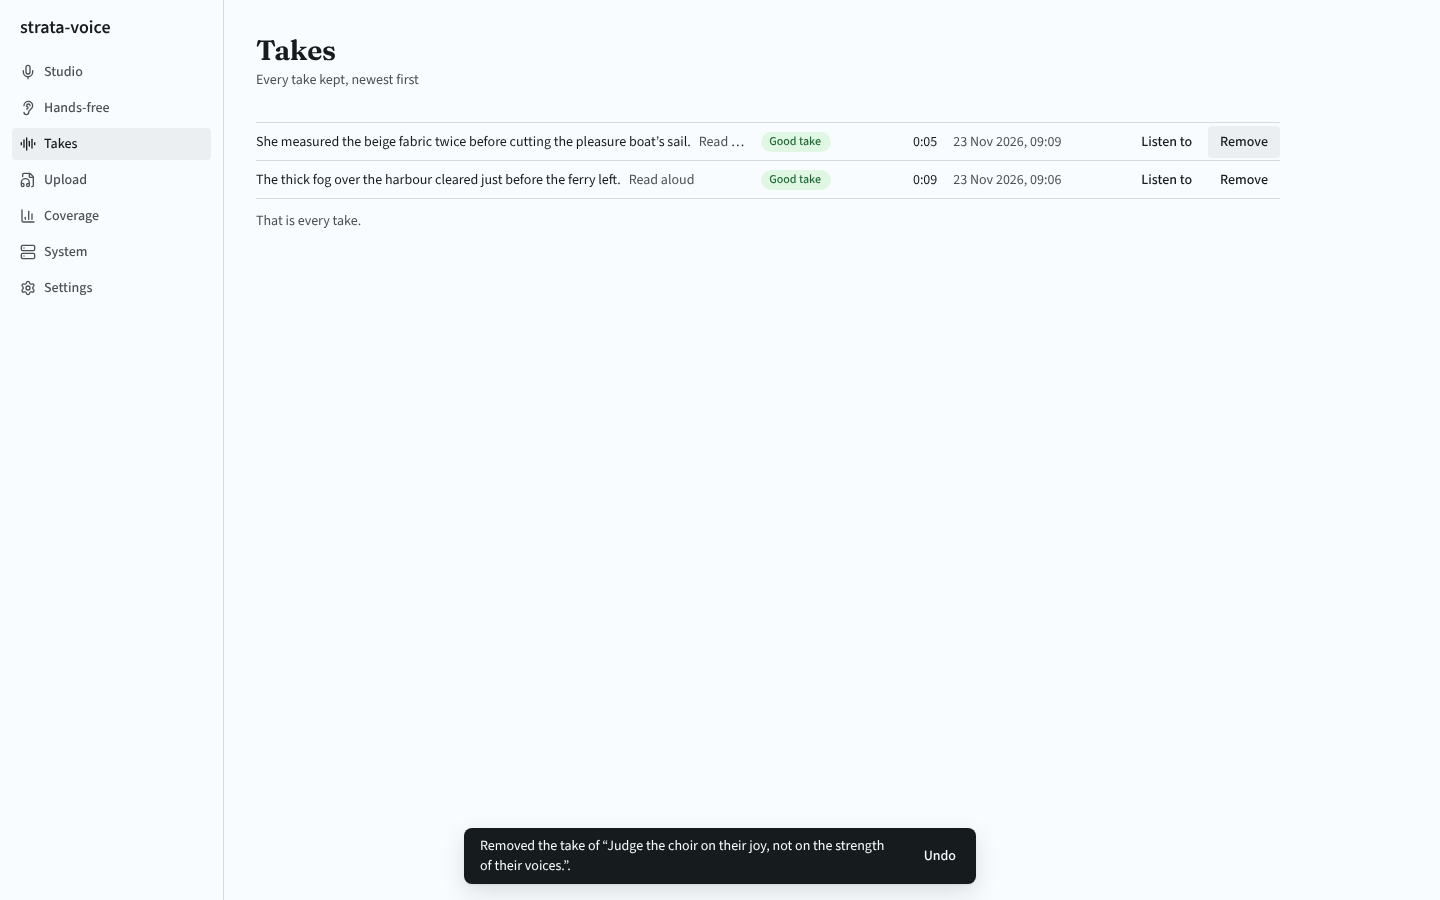 strata-voice
Studio
Hands-free
Takes
Upload
Coverage
System
Settings
Takes
Every take kept, newest first
She measured the beige fabric twice before cutting the pleasure boat’s sail. Read … Good take 0:05 23 Nov 2026, 09:09 Listen to Remove
The thick fog over the harbour cleared just before the ferry left. Read aloud Good take 0:09 23 Nov 2026, 09:06 Listen to Remove
That is every take.
Removed the take of “Judge the choir on their joy, not on the strength
of their voices.”.
Undo